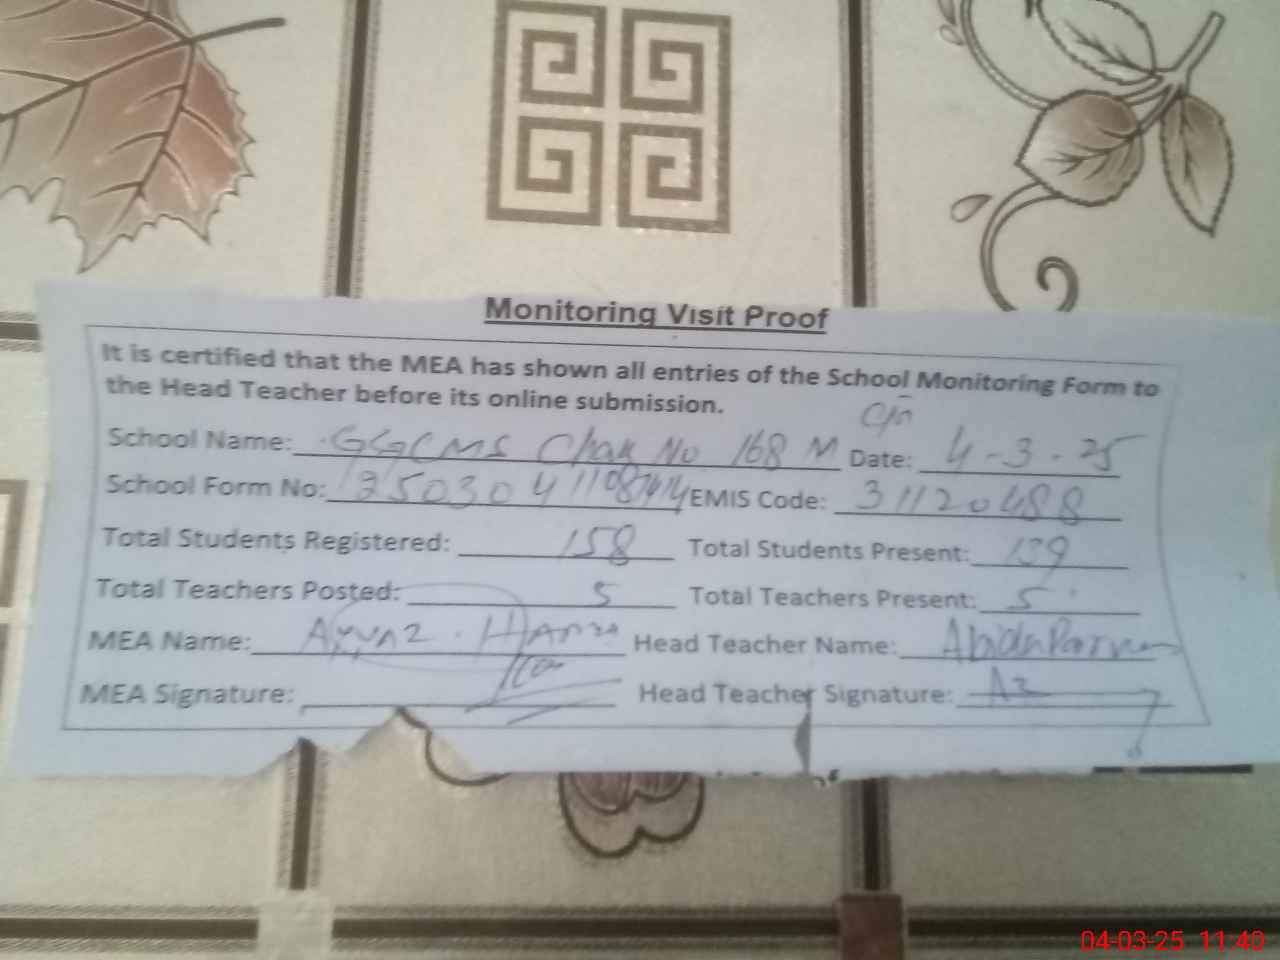 Monitoring Visit Proof
It is certified that the MEA has shown all entries of the School Monitoring Form to
the Head Teacher before its online submission.
School Name: GGCMS Chak No 168 M Date: 4-3-25
School Form No: EMIS Code: 31120488
Total Students Registered: 158 Total Students Present: 139
Total Teachers Posted: 5 Total Teachers Present: 5
MEA Name: Head Teacher Name: Abida Parveen
MEA Signature: Head Teacher Signature:
04-03-25 11:40